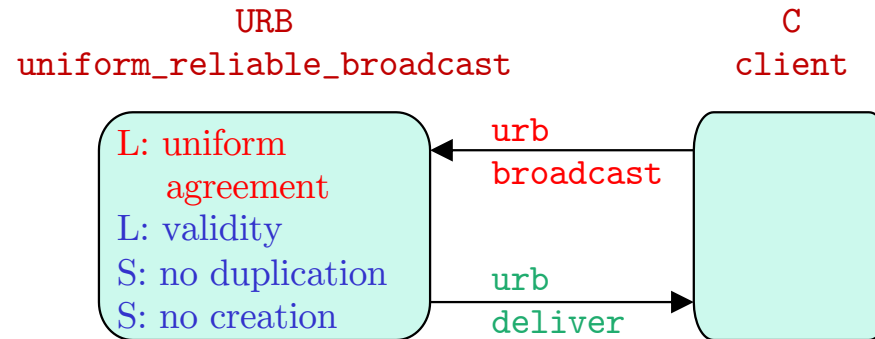 URB
uniform_reliable_broadcast
C
client
L: uniform
agreement
L: validity
S: no duplication
S: no creation
urb
broadcast
urb
deliver